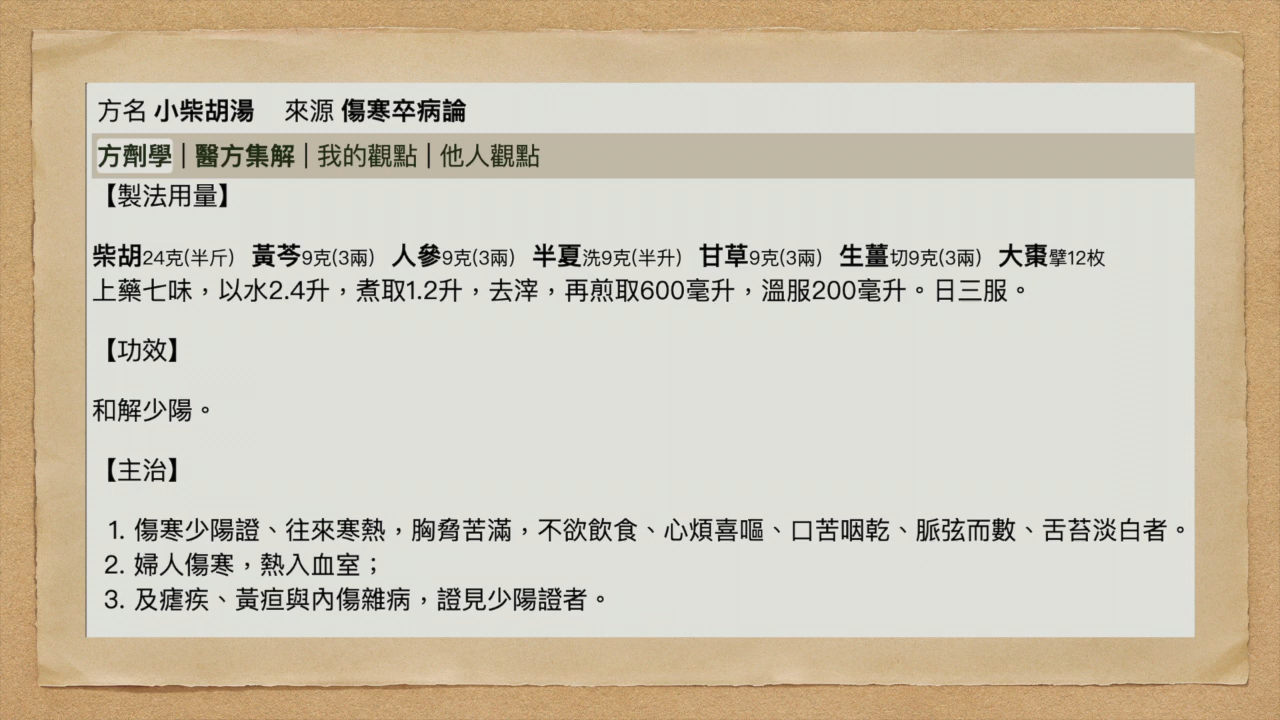 方名 小柴胡湯 來源 傷寒卒病論
方劑學 | 醫方集解 | 我的觀點 | 他人觀點
【製法用量】
柴胡24克(半斤) 黃芩9克(3兩) 人參9克(3兩) 半夏洗9克(半升) 甘草9克(3兩) 生薑切9克(3兩) 大棗擘12枚
上藥七味，以水2.4升，煮取1.2升，去滓，再煎取600毫升，溫服200毫升。日三服。
【功效】
和解少陽。
【主治】
1. 傷寒少陽證、往來寒熱，胸脅苦滿，不欲飲食、心煩喜嘔、口苦咽乾、脈弦而數、舌苔淡白者。
2. 婦人傷寒，熱入血室；
3. 及瘧疾、黃疸與內傷雜病，證見少陽證者。